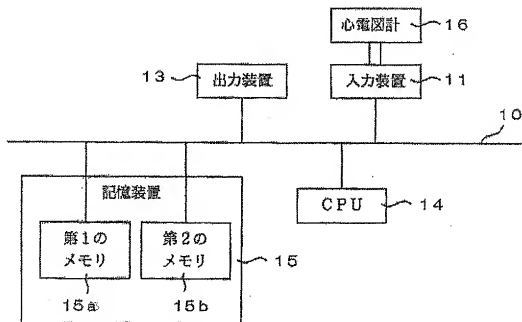 心電図計
16
13
出力装置
入力装置
11
10
記憶装置
CPU
14
第1の
メモリ
第2の
メモリ
15
15a
15b